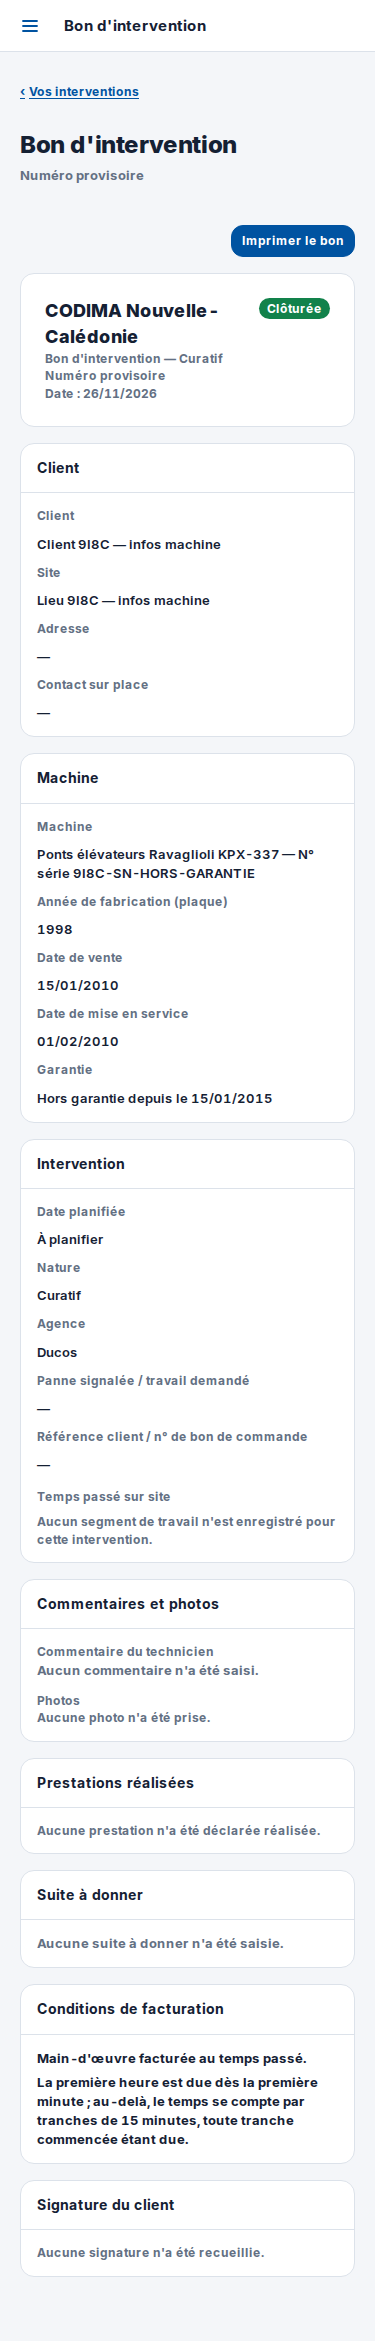 Bon d'intervention
‹ Vos interventions
Bon d'intervention
Numéro provisoire
Imprimer le bon
CODIMA Nouvelle-
Calédonie
Clôturée
Bon d'intervention — Curatif
Numéro provisoire
Date : 26/11/2026
Client
Client
Client 9I8C — infos machine
Site
Lieu 9I8C — infos machine
Adresse
—
Contact sur place
—
Machine
Machine
Ponts élévateurs Ravaglioli KPX-337 — N°
série 9I8C-SN-HORS-GARANTIE
Année de fabrication (plaque)
1998
Date de vente
15/01/2010
Date de mise en service
01/02/2010
Garantie
Hors garantie depuis le 15/01/2015
Intervention
Date planifiée
À planifier
Nature
Curatif
Agence
Ducos
Panne signalée / travail demandé
—
Référence client / n° de bon de commande
—
Temps passé sur site
Aucun segment de travail n'est enregistré pour
cette intervention.
Commentaires et photos
Commentaire du technicien
Aucun commentaire n'a été saisi.
Photos
Aucune photo n'a été prise.
Prestations réalisées
Aucune prestation n'a été déclarée réalisée.
Suite à donner
Aucune suite à donner n'a été saisie.
Conditions de facturation
Main-d'œuvre facturée au temps passé.
La première heure est due dès la première
minute ; au-delà, le temps se compte par
tranches de 15 minutes, toute tranche
commencée étant due.
Signature du client
Aucune signature n'a été recueillie.